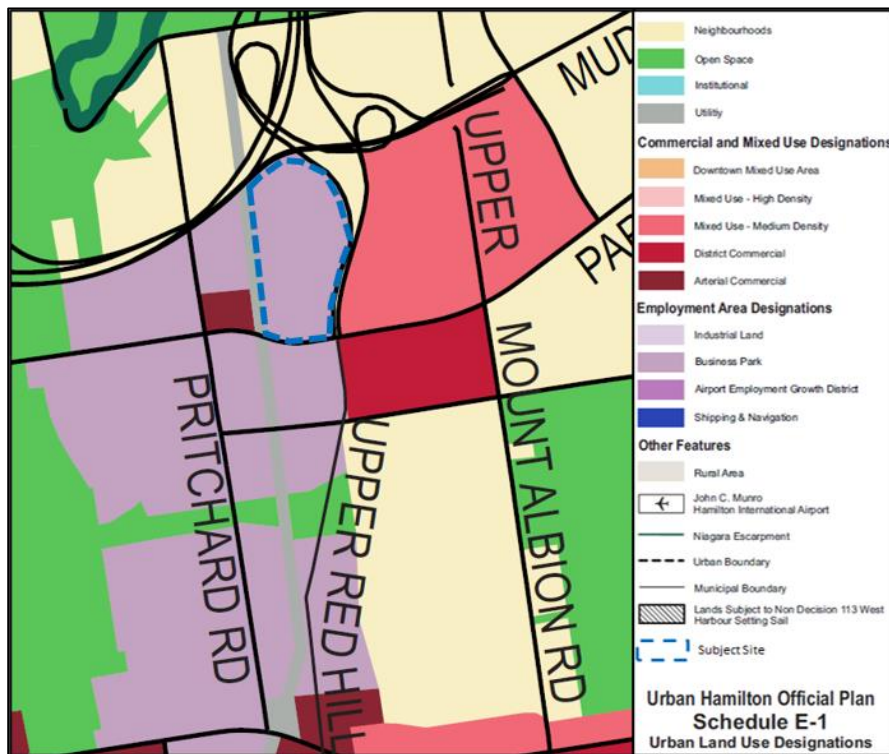 MUD
UPPER
PAR
PRITCHARD RD
UPPER RED HILL
MOUNT ALBION RD
Neighbourhoods
Open Space
Institutional
Utilitiy
Commercial and Mixed Use Designations
Downtown Mixed Use Area
Mixed Use - High Density
Mixed Use - Medium Density
District Commercial
Arterial Commercial
Employment Area Designations
Industrial Land
Business Park
Airport Employment Growth District
Shipping & Navigation
Other Features
Rural Area
John C. Munro
Hamilton International Airport
Niagara Escarpment
Urban Boundary
Municipal Boundary
Lands Subject to Non Decision 113 West
Harbour Setting Sail
Subject Site
Urban Hamilton Official Plan
Schedule E-1
Urban Land Use Designations